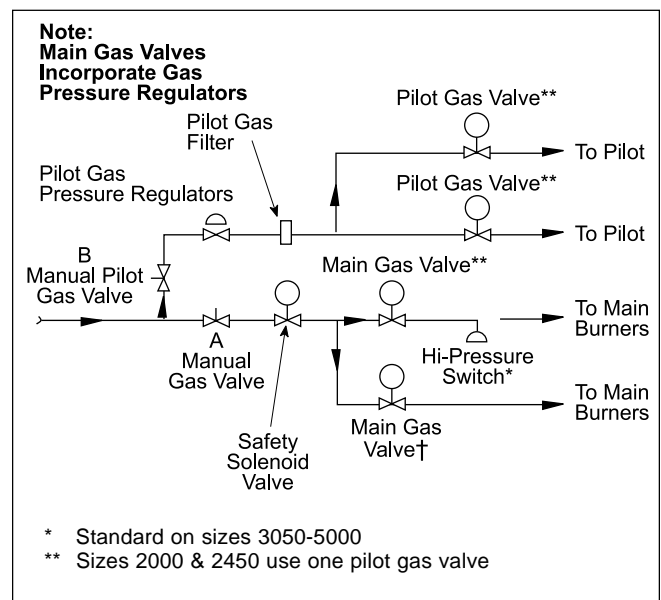 Note:
Main Gas Valves
Incorporate Gas
Pressure Regulators
Pilot Gas
Filter
Pilot Gas Valve**
To Pilot
Pilot Gas
Pressure Regulators
Pilot Gas Valve**
To Pilot
B
Manual Pilot
Gas Valve
Main Gas Valve**
To Main
Burners
A
Manual
Gas Valve
Hi-Pressure
Switch*
To Main
Burners
Safety
Solenoid
Valve
Main Gas
Valve†
* Standard on sizes 3050-5000
** Sizes 2000 & 2450 use one pilot gas valve